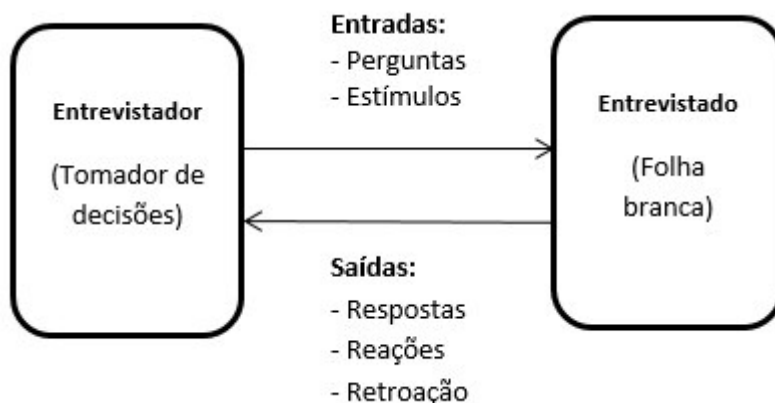 Entrevistador
(Tomador de
decisões)
Entradas:
- Perguntas
- Estímulos
Entrevistado
(Folha
branca)
Saídas:
- Respostas
- Reações
- Retroação